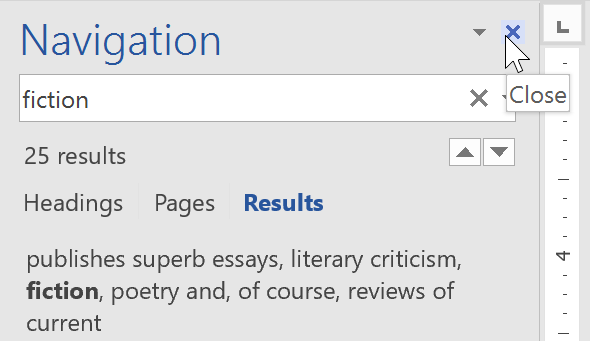 Navigation
Close
fiction
25 results
Headings Pages Results
publishes superb essays, literary criticism,
fiction, poetry and, of course, reviews of
current
4